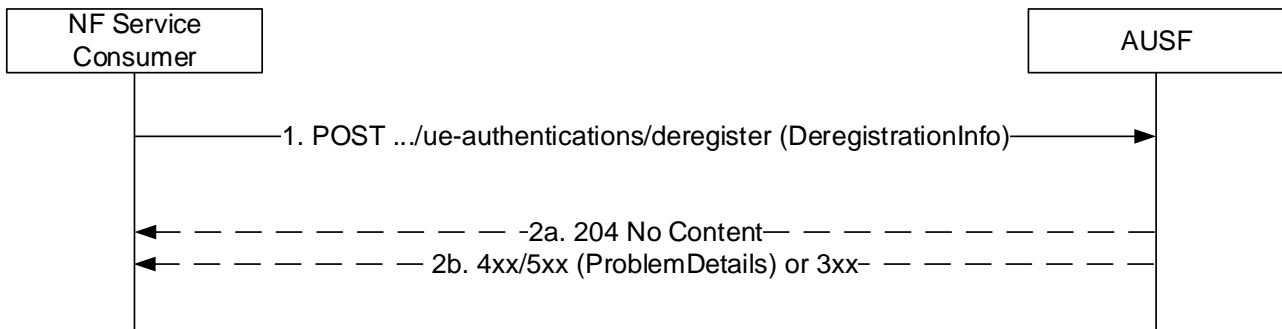 NF Service
Consumer
AUSF
1. POST .../ue-authentications/deregister (DeregistrationInfo)
2a. 204 No Content
2b. 4xx/5xx (ProblemDetails) or 3xx